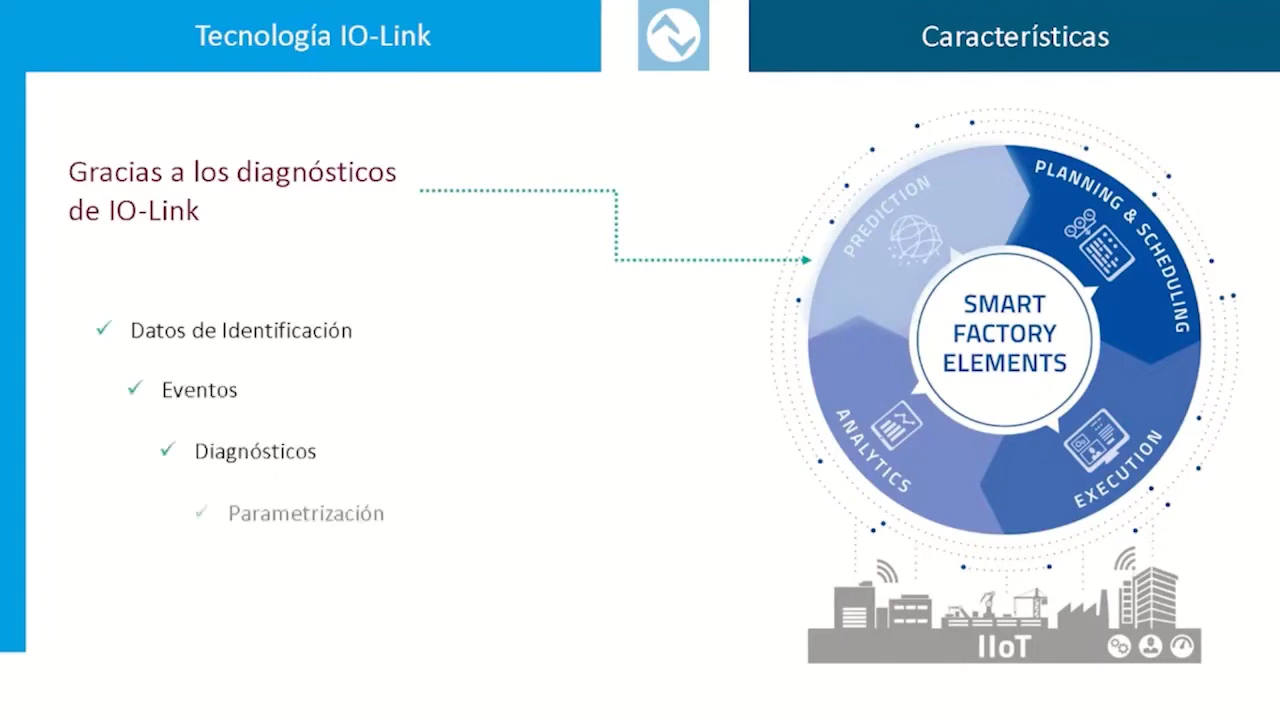 Tecnología IO-Link
Características
Gracias a los diagnósticos
de IO-Link
Datos de Identificación
Eventos
Diagnósticos
Parametrización
PREDICTION
PLANNING & SCHEDULING
SMART
FACTORY
ELEMENTS
ANALYTICS
EXECUTION
IIoT